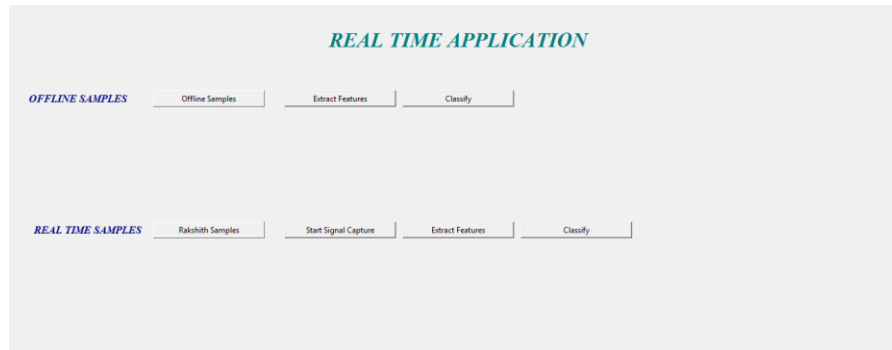 REAL TIME APPLICATION
OFFLINE SAMPLES Offline Samples Extract Features Classify
REAL TIME SAMPLES Rakshith Samples Start Signal Capture Extract Features Classify